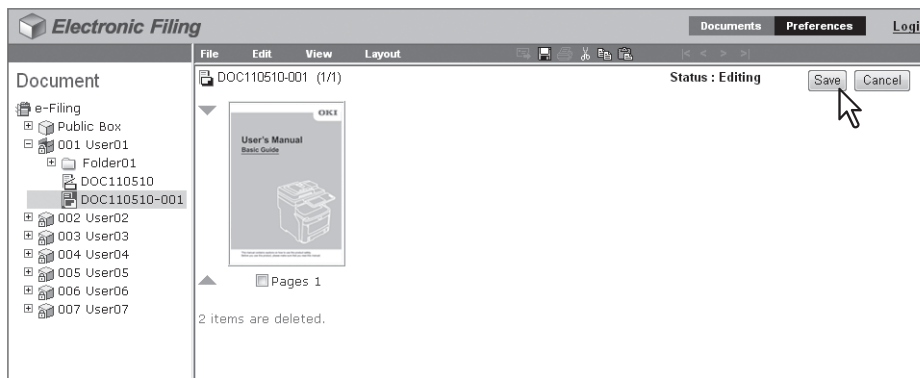 Electronic Filing
Documents Preferences
File Edit View Layout |< < > >|
Document
e-Filing
Public Box
001 User01
Folder01
DOC110510
DOC110510-001
002 User02
003 User03
004 User04
005 User05
006 User06
007 User07
DOC110510-001 (1/1)
Status : Editing Save Cancel
OKI
User's Manual
Basic Guide
Pages 1
2 items are deleted.